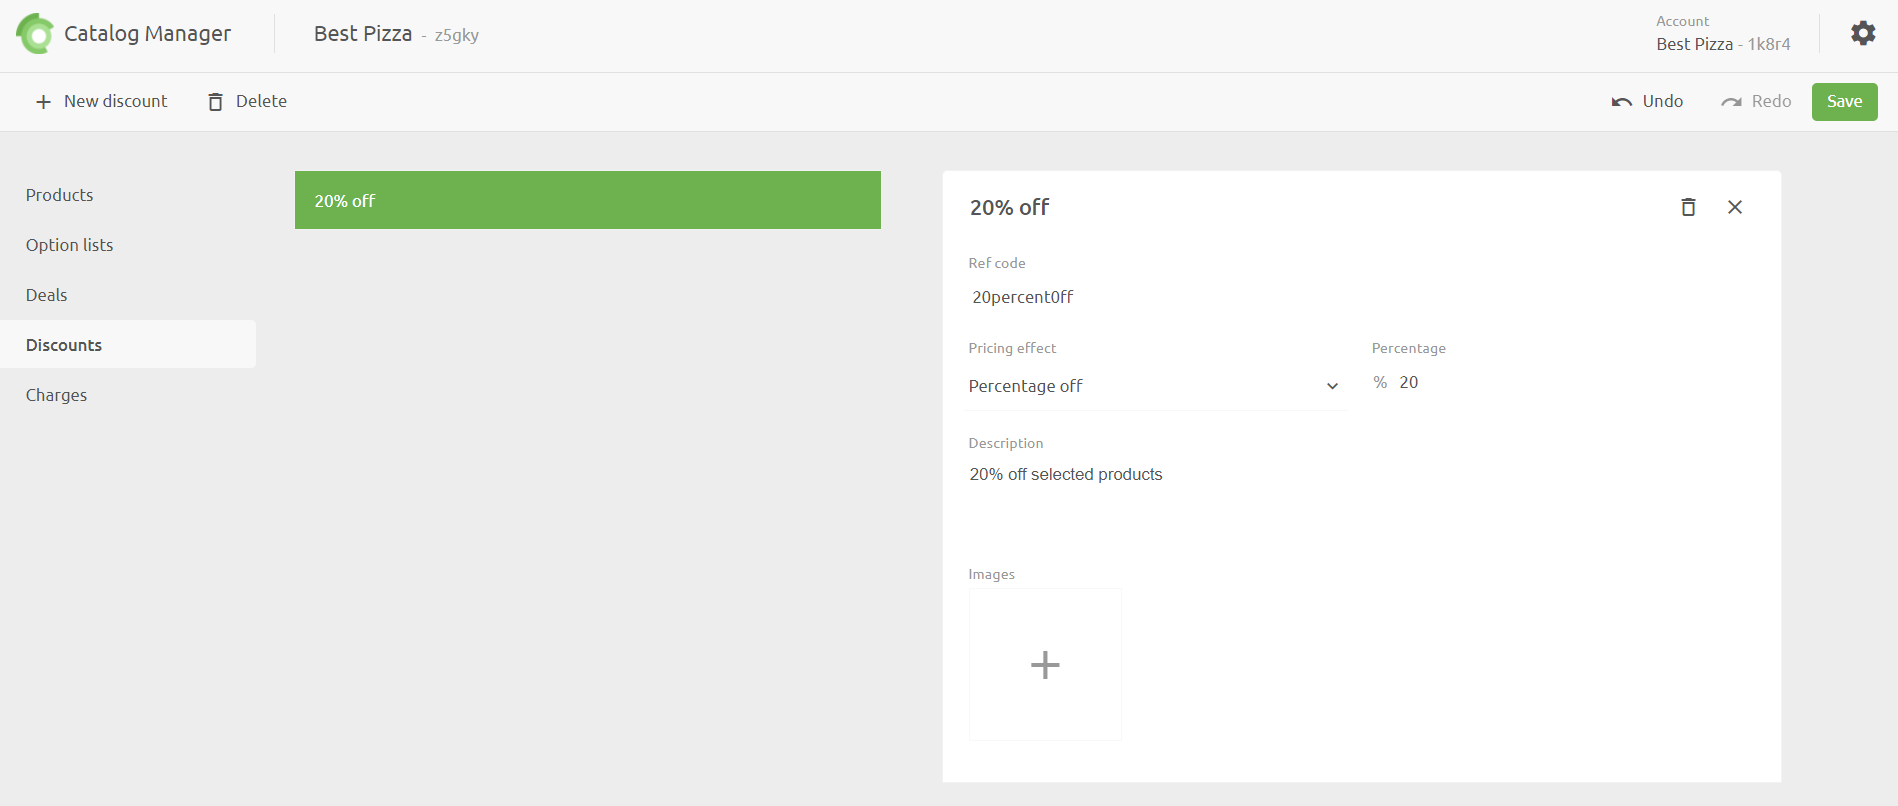 Catalog Manager
Best Pizza - z5gky
Account
Best Pizza - 1k8r4
New discount
Delete
Undo
Redo
Save
Products
Option lists
Deals
Discounts
Charges
20% off
20% off
Ref code
20percent0ff
Pricing effect
Percentage
Percentage off
% 20
Description
20% off selected products
Images